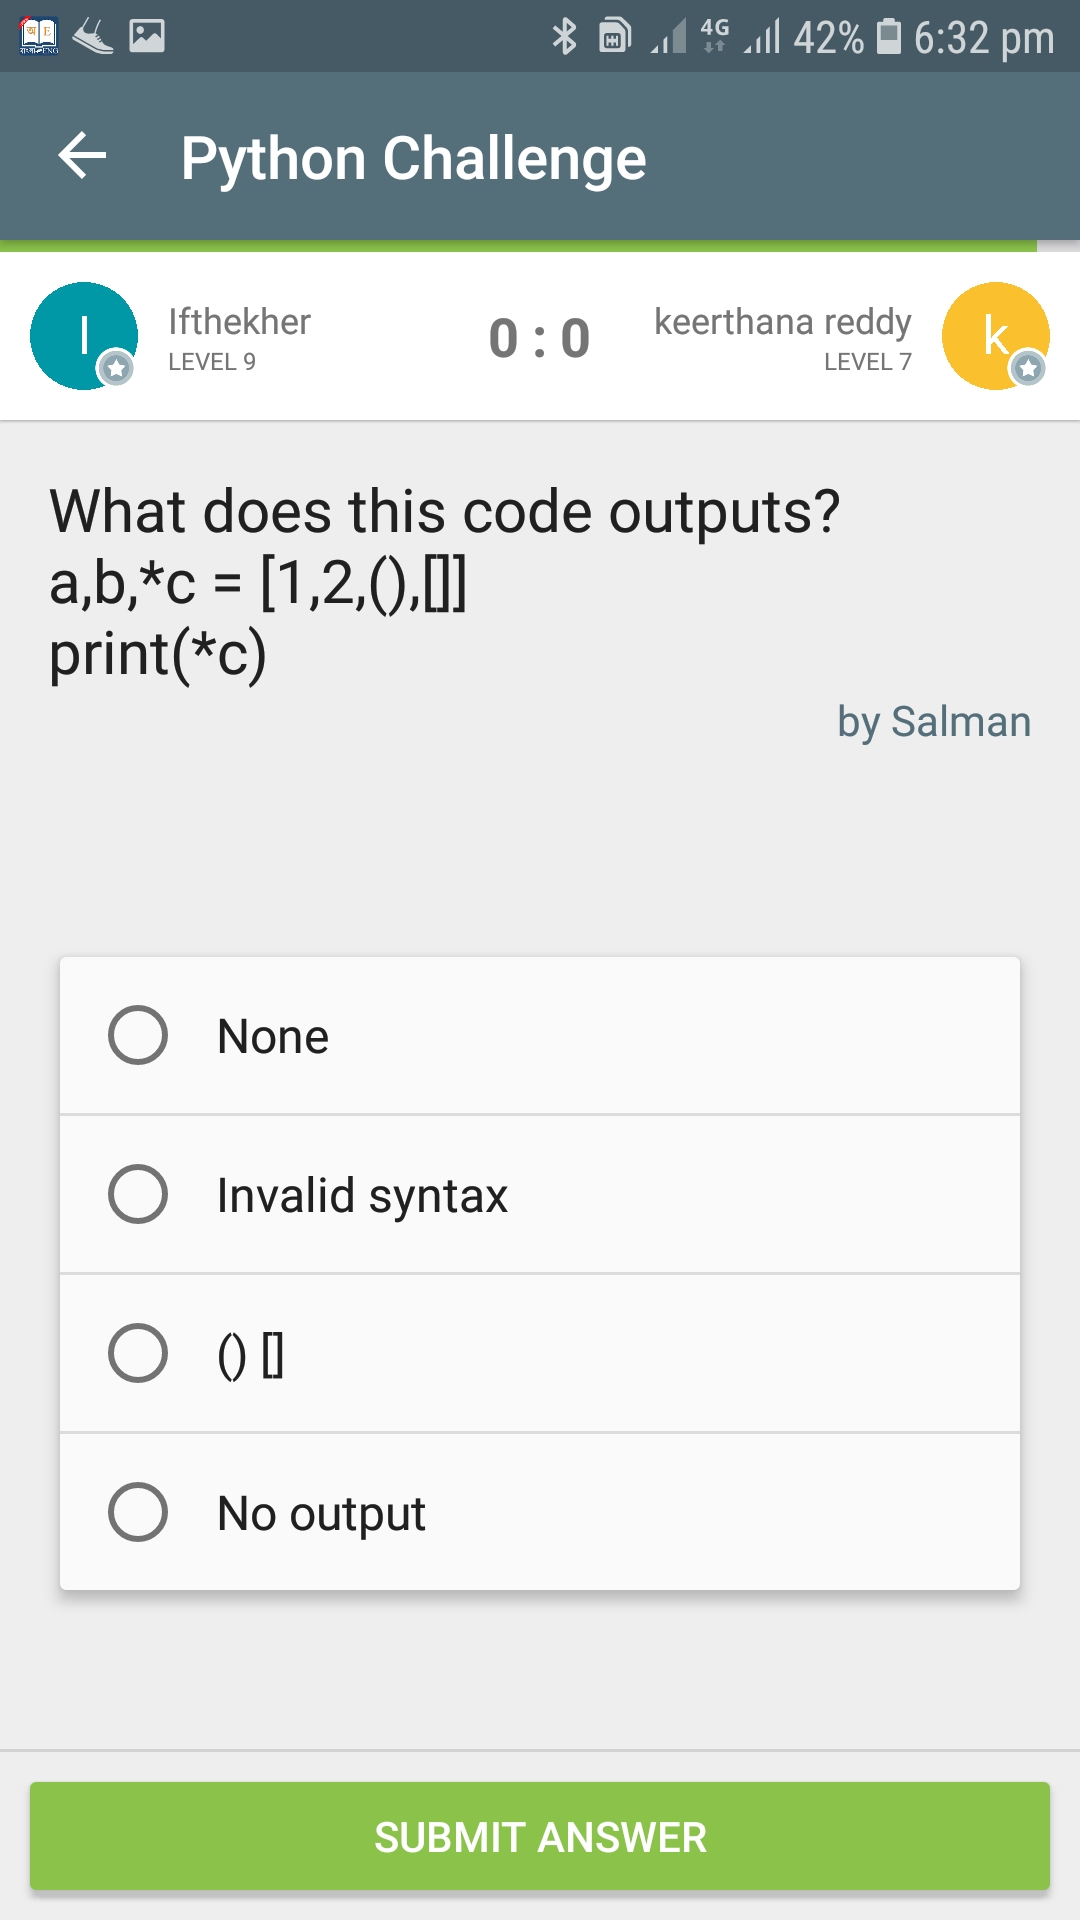 4G 42% 6:32 pm
Python Challenge
I
Ifthekher
LEVEL 9
0 : 0
keerthana reddy
LEVEL 7
k
What does this code outputs?
a,b,*c = [1,2,(),[]]
print(*c)
by Salman
None
Invalid syntax
() []
No output
SUBMIT ANSWER